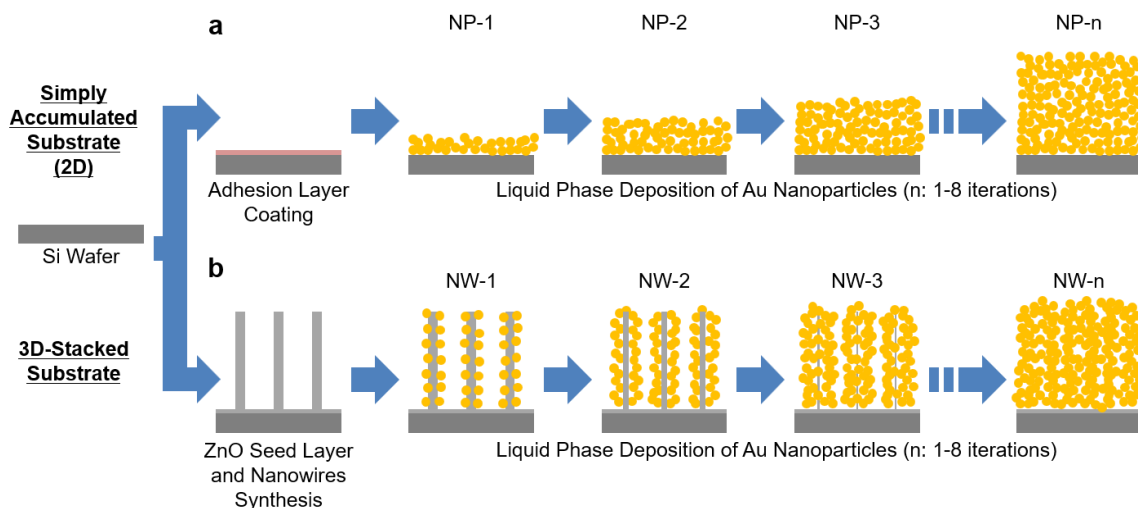 a
NP-1
NP-2
NP-3
NP-n
Simply
Accumulated
Substrate
(2D)
Adhesion Layer
Coating
Liquid Phase Deposition of Au Nanoparticles (n: 1-8 iterations)
Si Wafer
b
NW-1
NW-2
NW-3
NW-n
3D-Stacked
Substrate
ZnO Seed Layer
and Nanowires
Synthesis
Liquid Phase Deposition of Au Nanoparticles (n: 1-8 iterations)